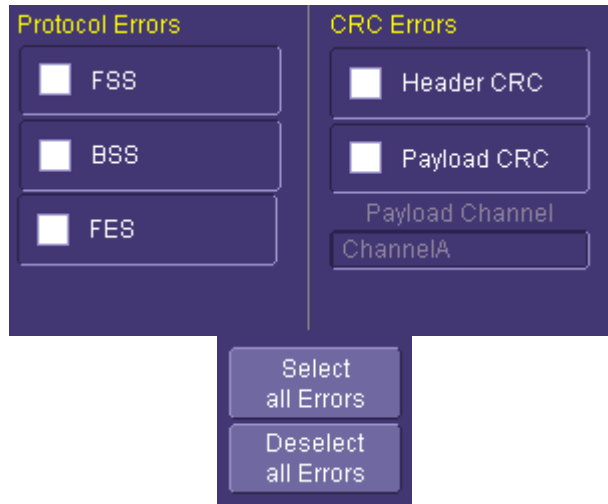 Protocol Errors
FSS
BSS
FES
CRC Errors
Header CRC
Payload CRC
Payload Channel
ChannelA
Select
all Errors
Deselect
all Errors